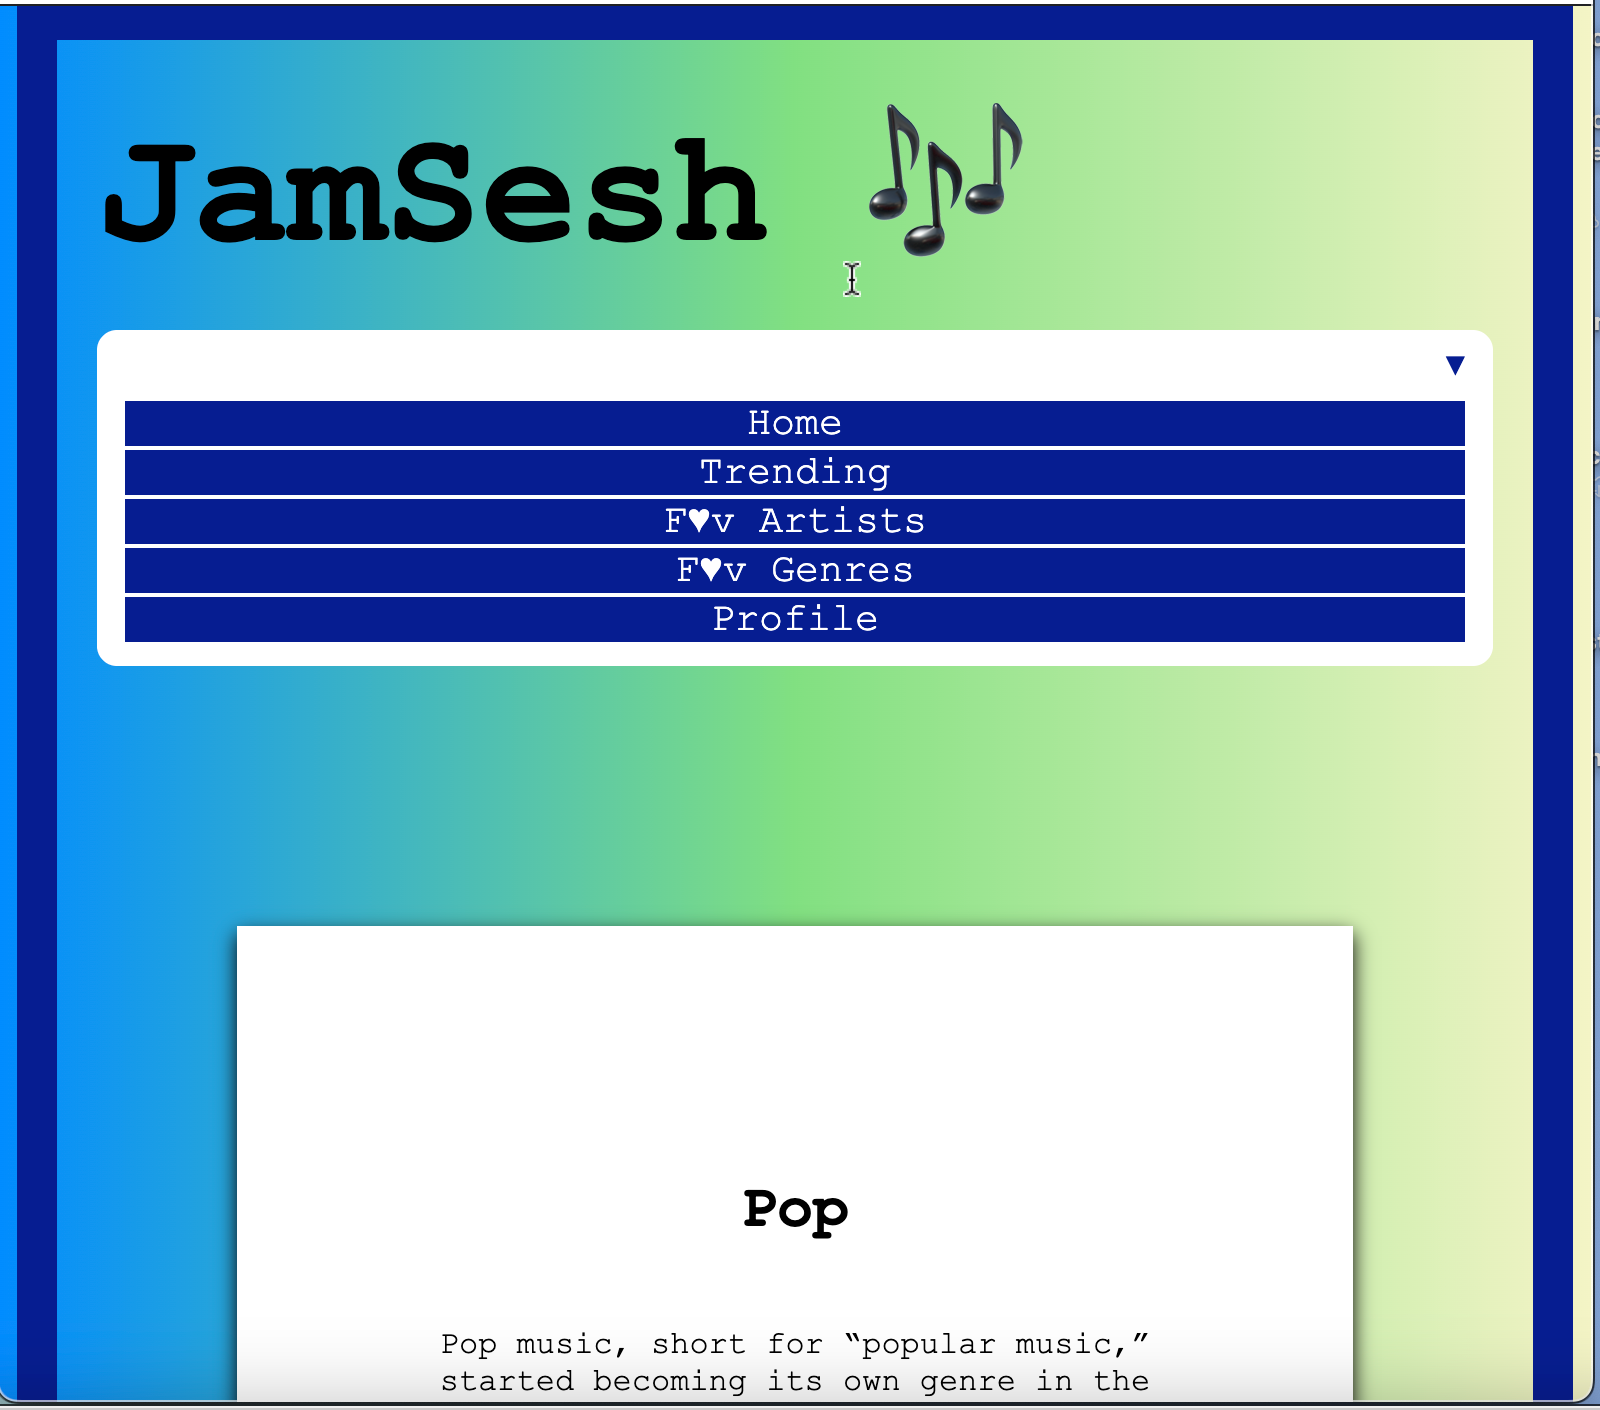 JamSesh 🎶
▼
Home
Trending
F♥v Artists
F♥v Genres
Profile
Pop
Pop music, short for “popular music,”
started becoming its own genre in the